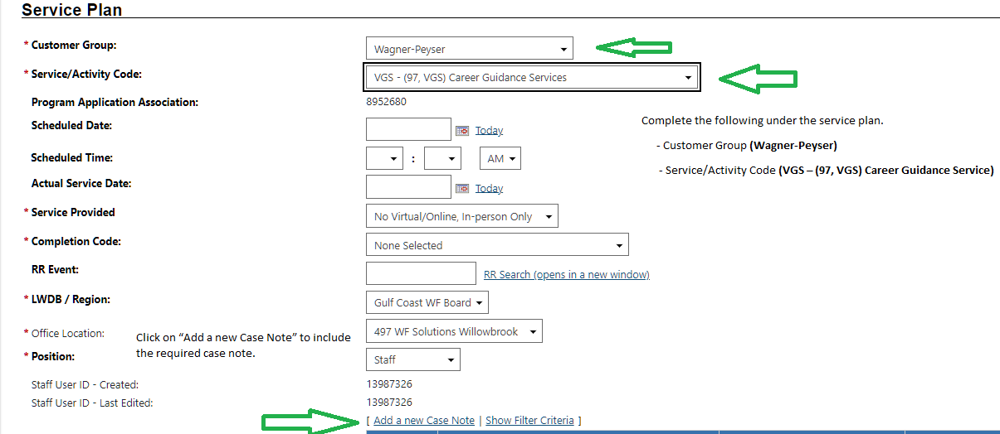 Service Plan
* Customer Group: Wagner-Peyser
* Service/Activity Code: VGS - (97, VGS) Career Guidance Services
Program Application Association: 8952680
Scheduled Date: Today
Complete the following under the service plan.
- Customer Group (Wagner-Peyser)
Scheduled Time: : AM
- Service/Activity Code (VGS – (97, VGS) Career Guidance Service)
Actual Service Date: Today
* Service Provided No Virtual/Online, In-person Only
* Completion Code: None Selected
RR Event: RR Search (opens in a new window)
* LWDB / Region: Gulf Coast WF Board
* Office Location: 497 WF Solutions Willowbrook
Click on “Add a new Case Note” to include
the required case note.
* Position: Staff
Staff User ID - Created: 13987326
Staff User ID - Last Edited: 13987326
[ Add a new Case Note | Show Filter Criteria ]